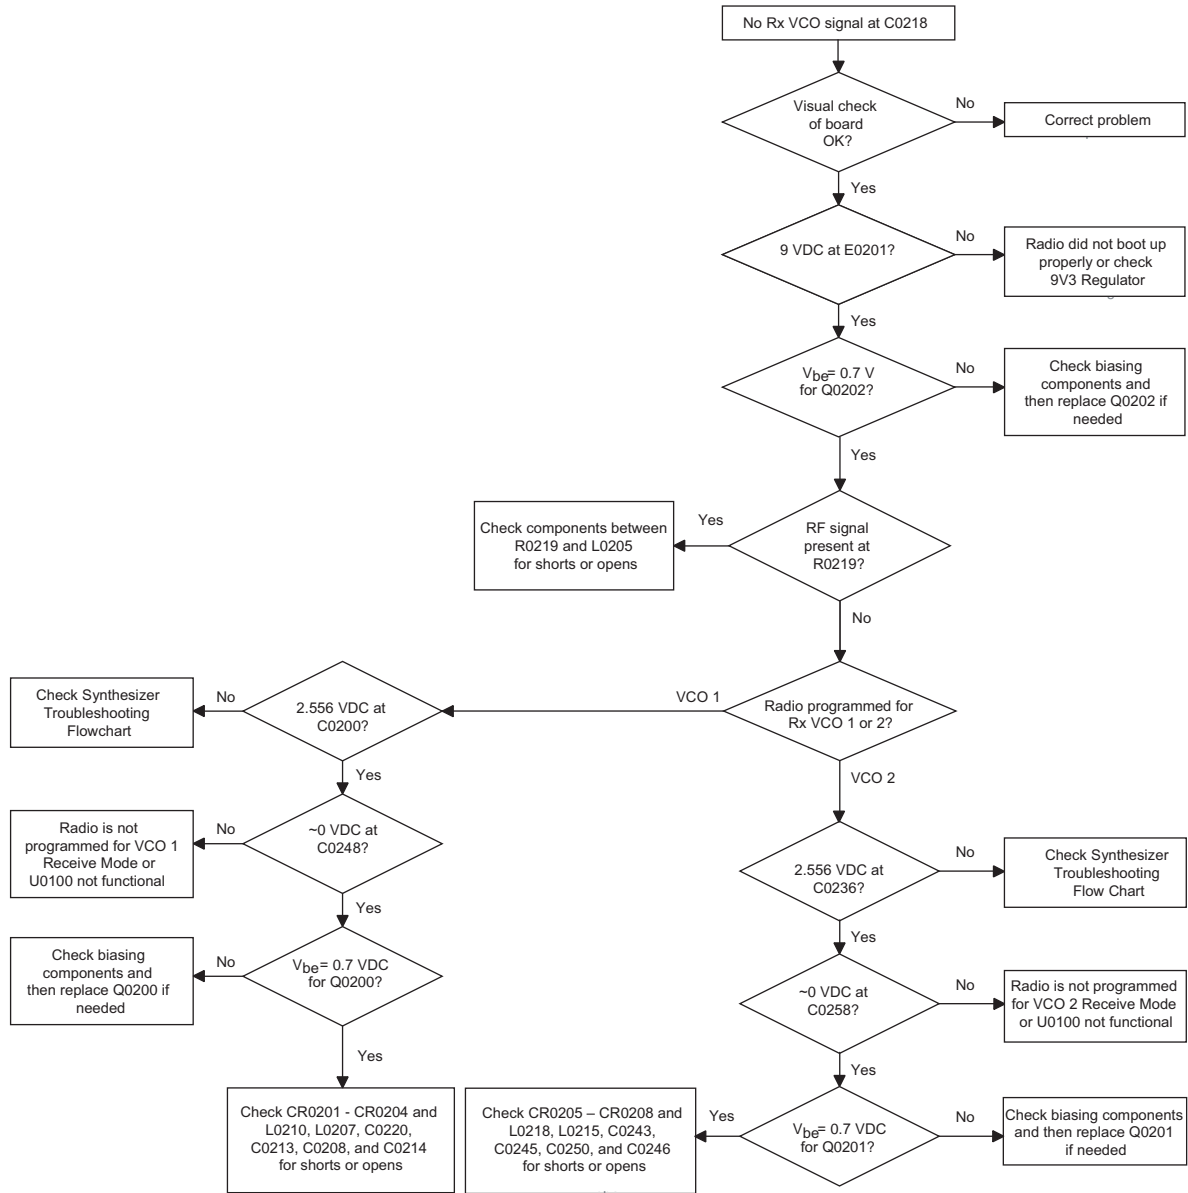 No Rx VCO signal at C0218
Visual check
of board
OK?
No
Correct problem
Yes
9 VDC at E0201?
No
Radio did not boot up
properly or check
9V3 Regulator
Yes
Vbe= 0.7 V
for Q0202?
No
Check biasing
components and
then replace Q0202 if
needed
Yes
RF signal
present at
R0219?
Yes
Check components between
R0219 and L0205
for shorts or opens
No
Radio programmed for
Rx VCO 1 or 2?
VCO 1
2.556 VDC at
C0200?
No
Check Synthesizer
Troubleshooting
Flowchart
Yes
~0 VDC at
C0248?
No
Radio is not
programmed for VCO 1
Receive Mode or
U0100 not functional
Yes
Vbe= 0.7 VDC
for Q0200?
No
Check biasing
components and
then replace Q0200 if
needed
Yes
Check CR0201 - CR0204 and
L0210, L0207, C0220,
C0213, C0208, and C0214
for shorts or opens
VCO 2
2.556 VDC at
C0236?
No
Check Synthesizer
Troubleshooting
Flow Chart
Yes
~0 VDC at
C0258?
No
Radio is not programmed
for VCO 2 Receive Mode
or U0100 not functional
Yes
Vbe= 0.7 VDC
for Q0201?
No
Check biasing components
and then replace Q0201
if needed
Yes
Check CR0205 – CR0208 and
L0218, L0215, C0243,
C0245, C0250, and C0246
for shorts or opens